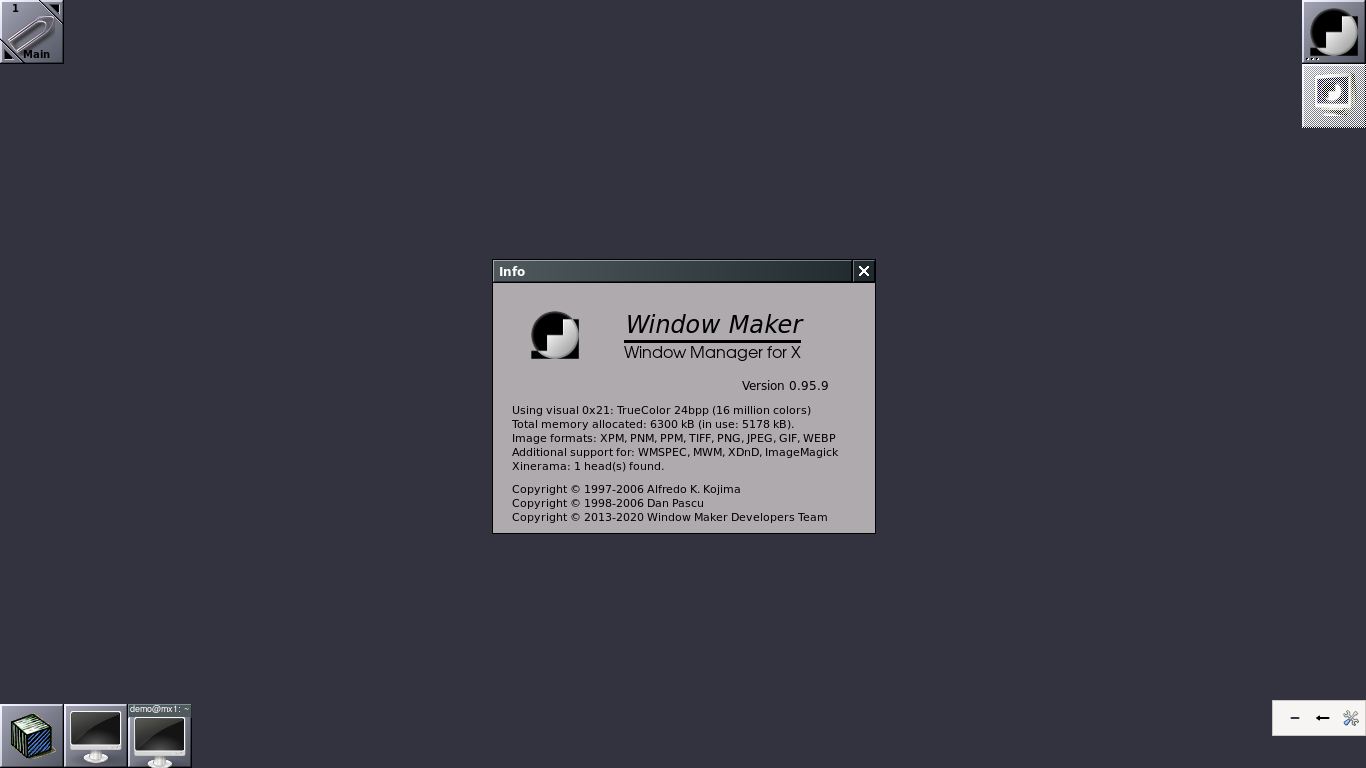 1
Main
Info
Window Maker
Window Manager for X
Version 0.95.9
Using visual 0x21: TrueColor 24bpp (16 million colors)
Total memory allocated: 6300 kB (in use: 5178 kB).
Image formats: XPM, PNM, PPM, TIFF, PNG, JPEG, GIF, WEBP
Additional support for: WMSPEC, MWM, XDnD, ImageMagick
Xinerama: 1 head(s) found.
Copyright © 1997-2006 Alfredo K. Kojima
Copyright © 1998-2006 Dan Pascu
Copyright © 2013-2020 Window Maker Developers Team
demo@mx1: ~